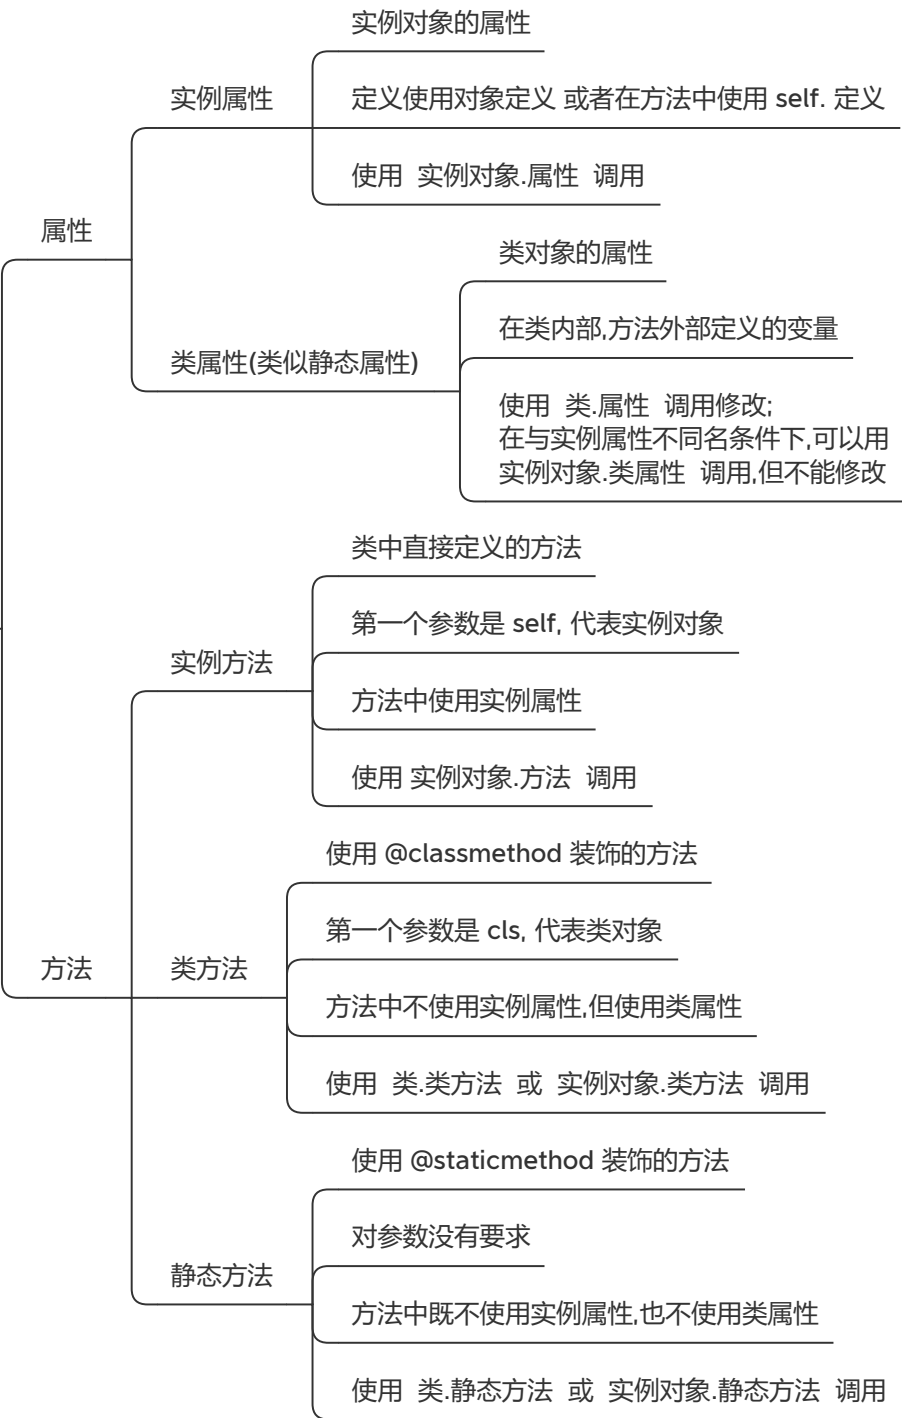 实例对象的属性
实例属性
定义使用对象定义 或者在方法中使用 self. 定义
使用 实例对象.属性 调用
属性
类对象的属性
在类内部,方法外部定义的变量
类属性(类似静态属性)
使用 类.属性 调用修改;
在与实例属性不同名条件下,可以用
实例对象.类属性 调用,但不能修改
类中直接定义的方法
第一个参数是 self, 代表实例对象
实例方法
方法中使用实例属性
使用 实例对象.方法 调用
使用 @classmethod 装饰的方法
第一个参数是 cls, 代表类对象
方法
类方法
方法中不使用实例属性,但使用类属性
使用 类.类方法 或 实例对象.类方法 调用
使用 @staticmethod 装饰的方法
对参数没有要求
静态方法
方法中既不使用实例属性,也不使用类属性
使用 类.静态方法 或 实例对象.静态方法 调用